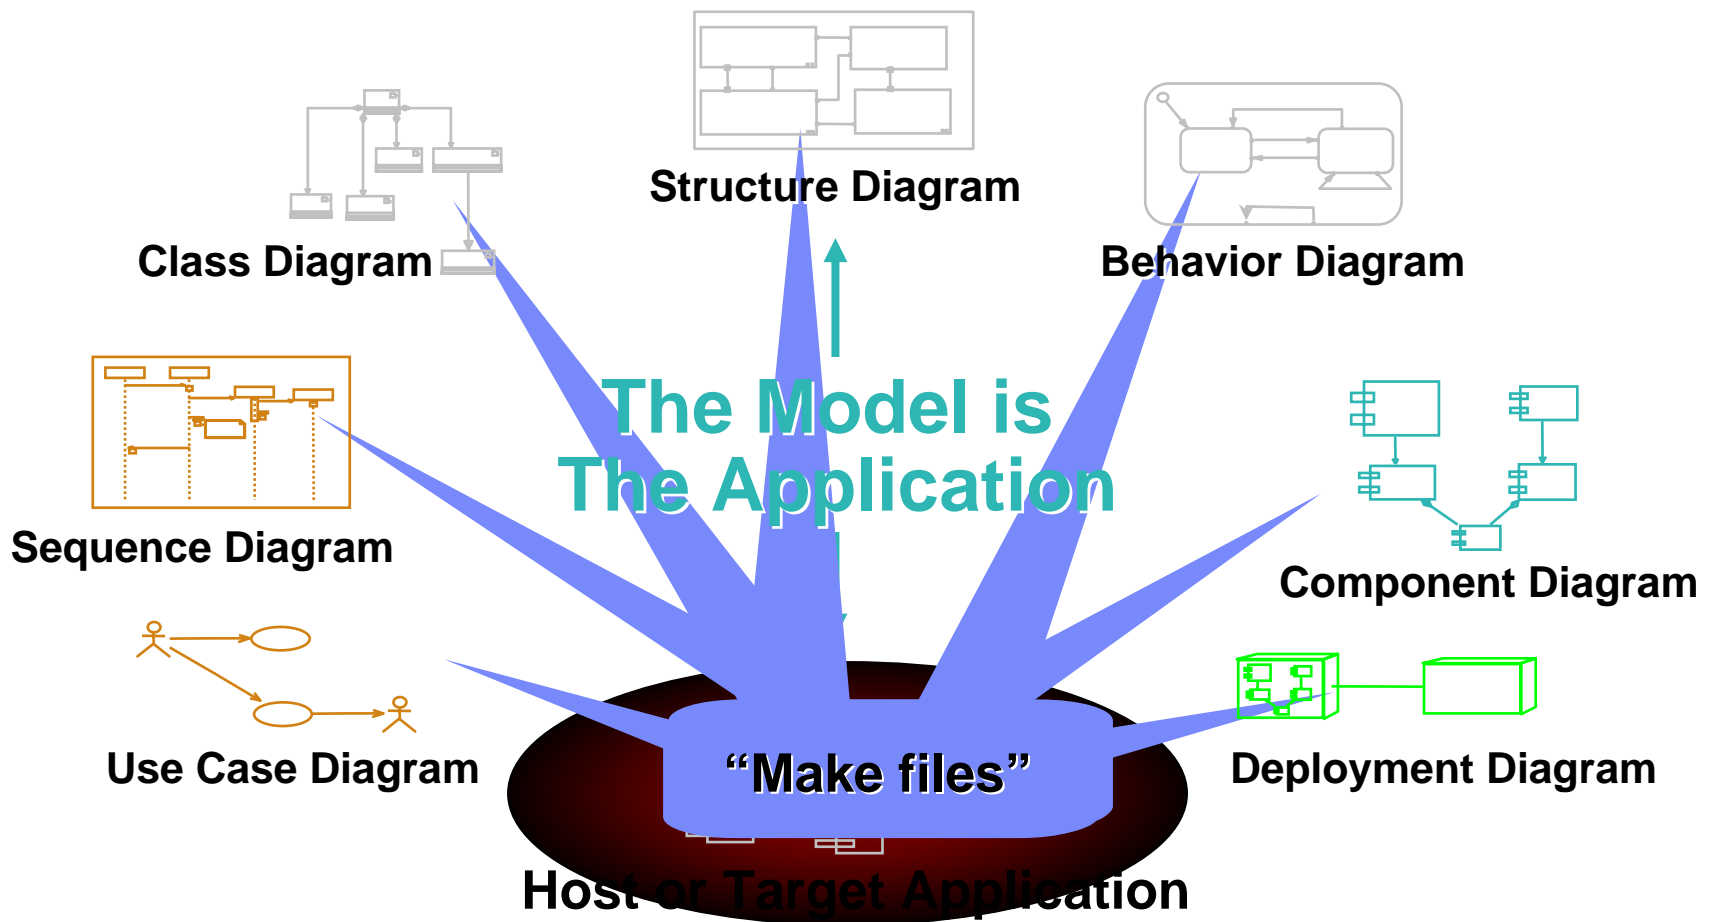 Structure Diagram
Class Diagram
Behavior Diagram
The Model is
The Application
Sequence Diagram
Component Diagram
Use Case Diagram
“Make files”
Deployment Diagram
Host or Target Application